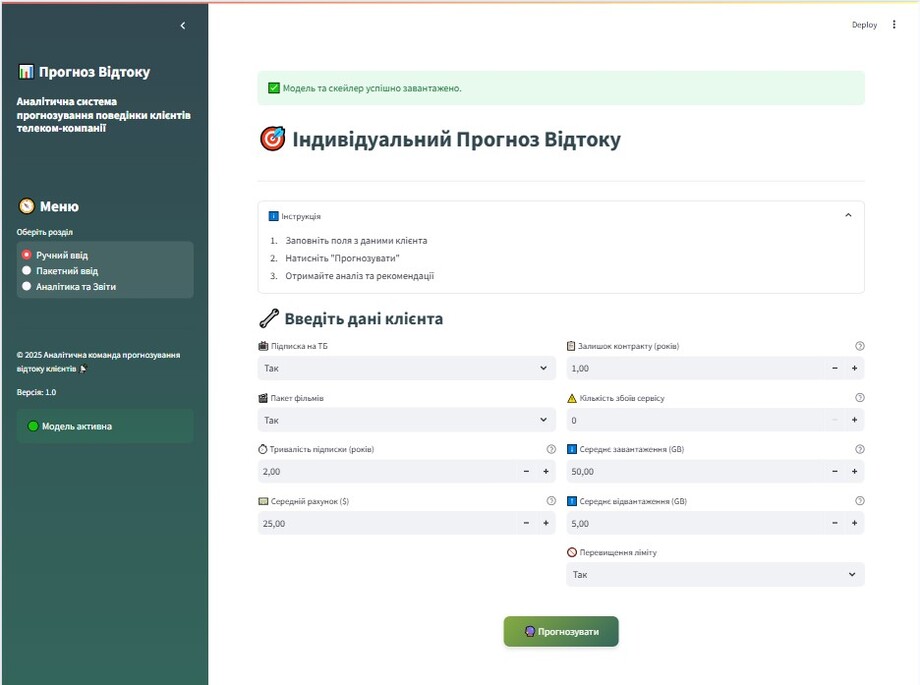 Deploy
Прогноз Відтоку
Аналітична система
прогнозування поведінки клієнтів
телеком-компанії
Меню
Оберіть розділ
Ручний ввід
Пакетний ввід
Аналітика та Звіти
© 2025 Аналітична команда прогнозування
відтоку клієнтів
Версія: 1.0
Модель активна
Модель та скейлер успішно завантажено.
Індивідуальний Прогноз Відтоку
Інструкція
1. Заповніть поля з даними клієнта
2. Натисніть "Прогнозувати"
3. Отримайте аналіз та рекомендації
Введіть дані клієнта
Підписка на ТБ
Так
Пакет фільмів
Так
Тривалість підписки (років)
2,00
Середній рахунок ($)
25,00
Залишок контракту (років)
1,00
Кількість збоїв сервісу
0
Середнє завантаження (GB)
50,00
Середнє відвантаження (GB)
5,00
Перевищення ліміту
Так
Прогнозувати